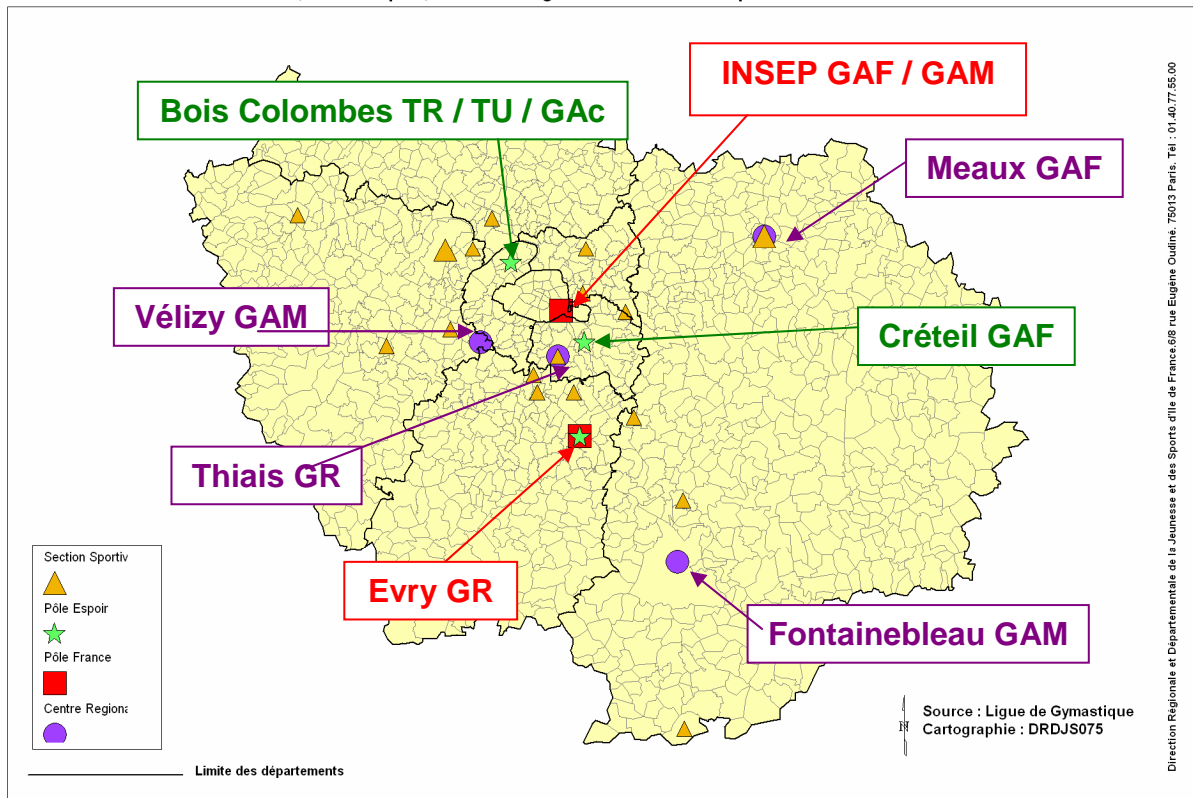 INSEP GAF / GAM
Bois Colombes TR / TU / GAc
Meaux GAF
Vélizy GAM
Créteil GAF
Thiais GR
Evry GR
Fontainebleau GAM
Section Sportiv
Pôle Espoir
Pôle France
Centre Regiona
Limite des départements
N
Source : Ligue de Gymastique
Cartographie : DRDJS075
Direction Régionale et Départementale de la Jeunesse et des Sports d'Ile de France.6/8 rue Eugène Oudiné. 75013 Paris. Tél : 01.40.77.55.00